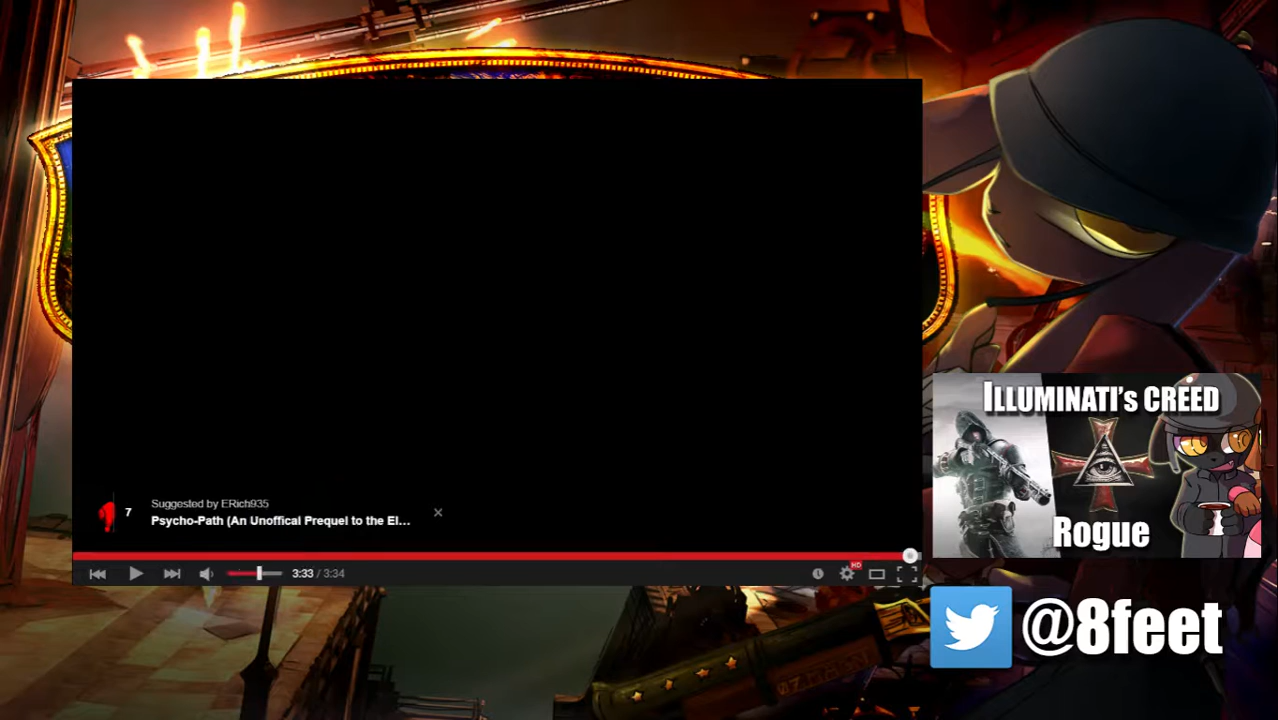 ILLUMINATI's CREED
Rogue
7
Suggested by ERich935
Psycho-Path (An Unoffical Prequel to the El...
3:33 / 3:34
HD
@8feet